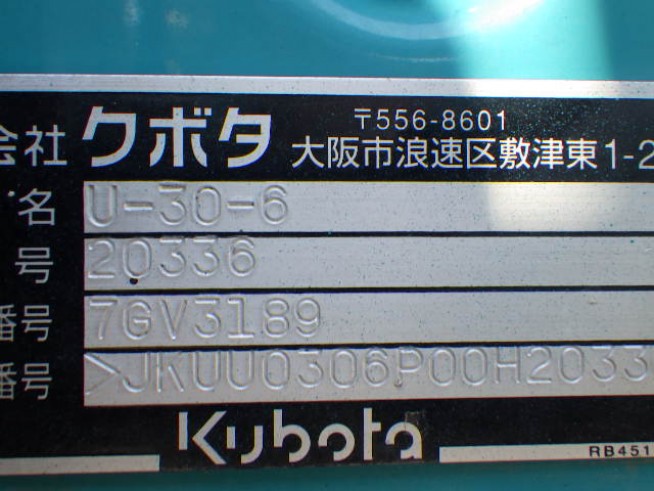 会社 クボタ 〒556-8601
大阪市浪速区敷津東1-2
名 U-30-6
号 20336
番号 7GV3189
番号 >JKUU0306P00H2033
Kubota
RB451